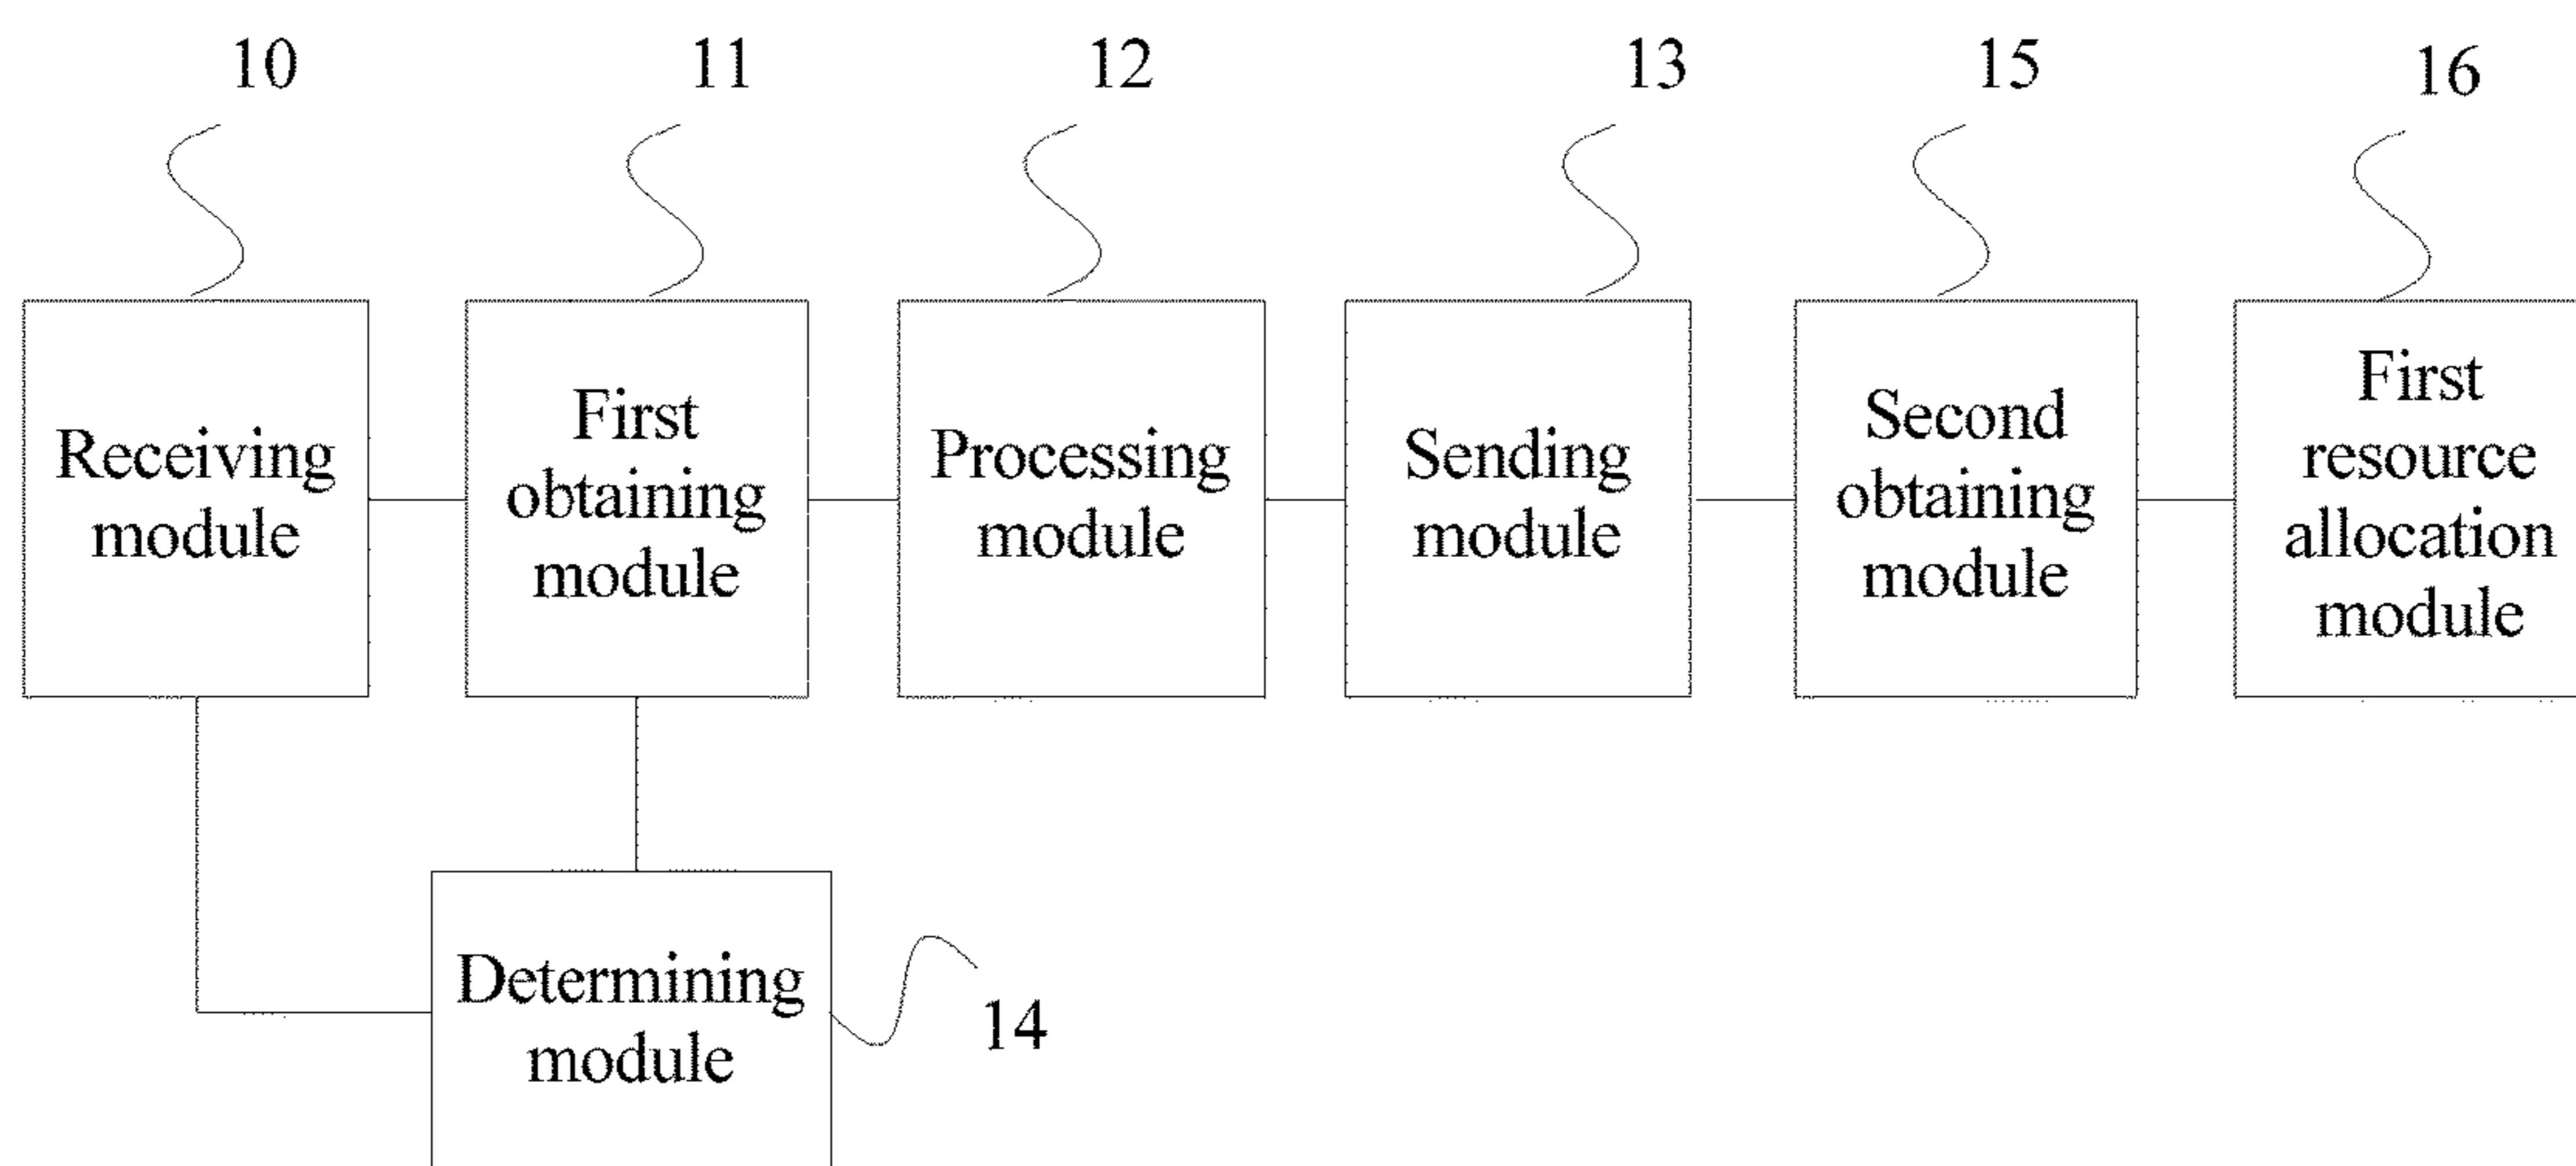 10
11
12
13
15
16
Receiving
module
First
obtaining
module
Processing
module
Sending
module
Second
obtaining
module
First
resource
allocation
module
Determining
module
14